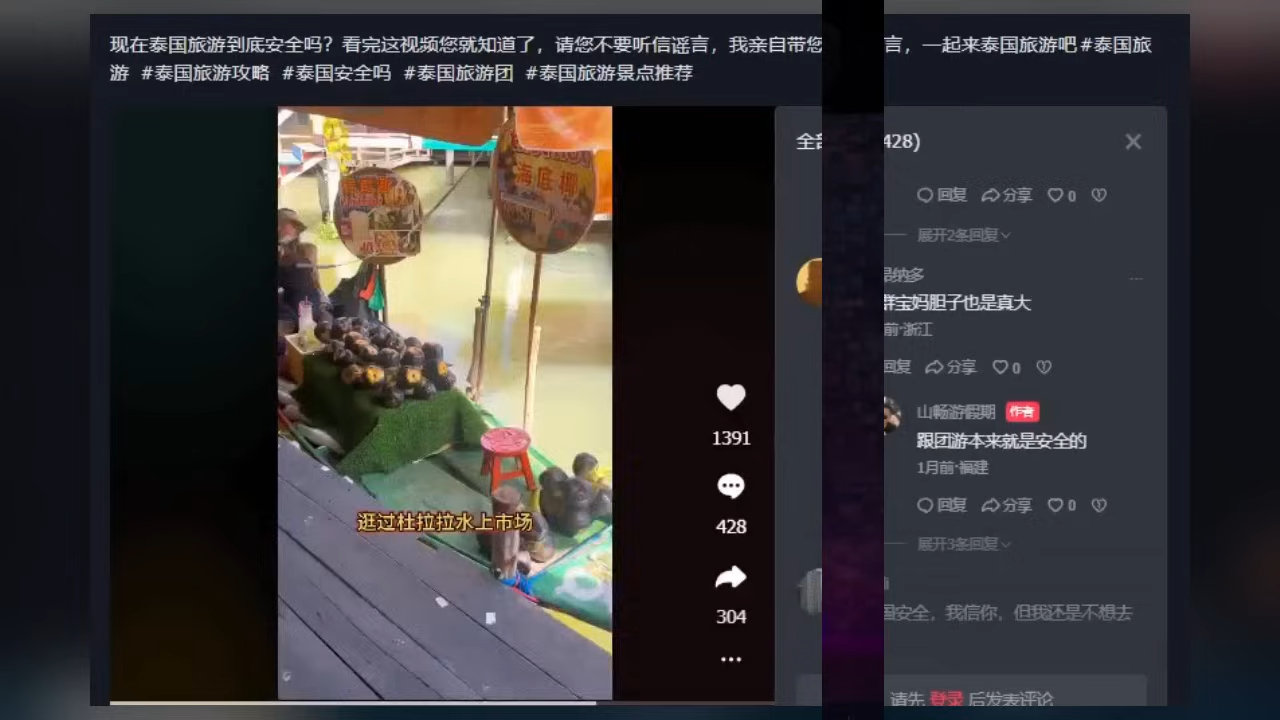 现在泰国旅游到底安全吗？看完这视频您就知道了，请您不要听信谣言，我亲自带您 言，一起来泰国旅游吧#泰国旅
游 #泰国旅游攻略 #泰国安全吗 #泰国旅游团 #泰国旅游景点推荐
全 428)
回复 分享 0
展开2条回复
最纳多
群宝妈胆子也是真大
前·浙江
回复 分享 0
山畅游假期 作者
跟团游本来就是安全的
1月前·福建
回复 分享 0
展开3条回复
国安全，我信你，但我还是不想去
请先 登录 后发表评论
海底椰
40
逛过杜拉拉水上市场
1391
428
304